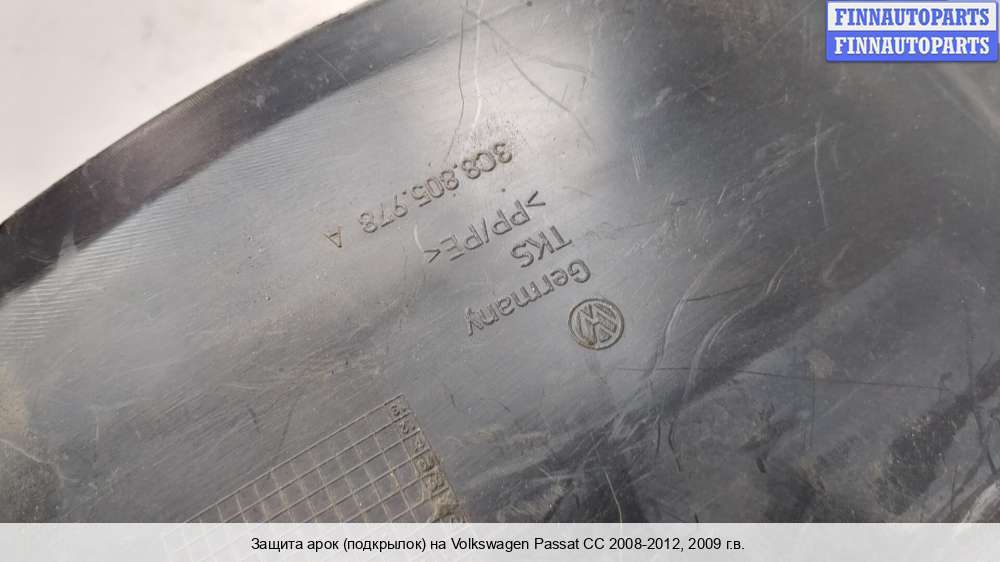 FINNAUTOPARTS
FINNAUTOPARTS
3C8.805.978 A
>PP/PE<
TKS
Germany
Защита арок (подкрылок) на Volkswagen Passat CC 2008-2012, 2009 г.в.